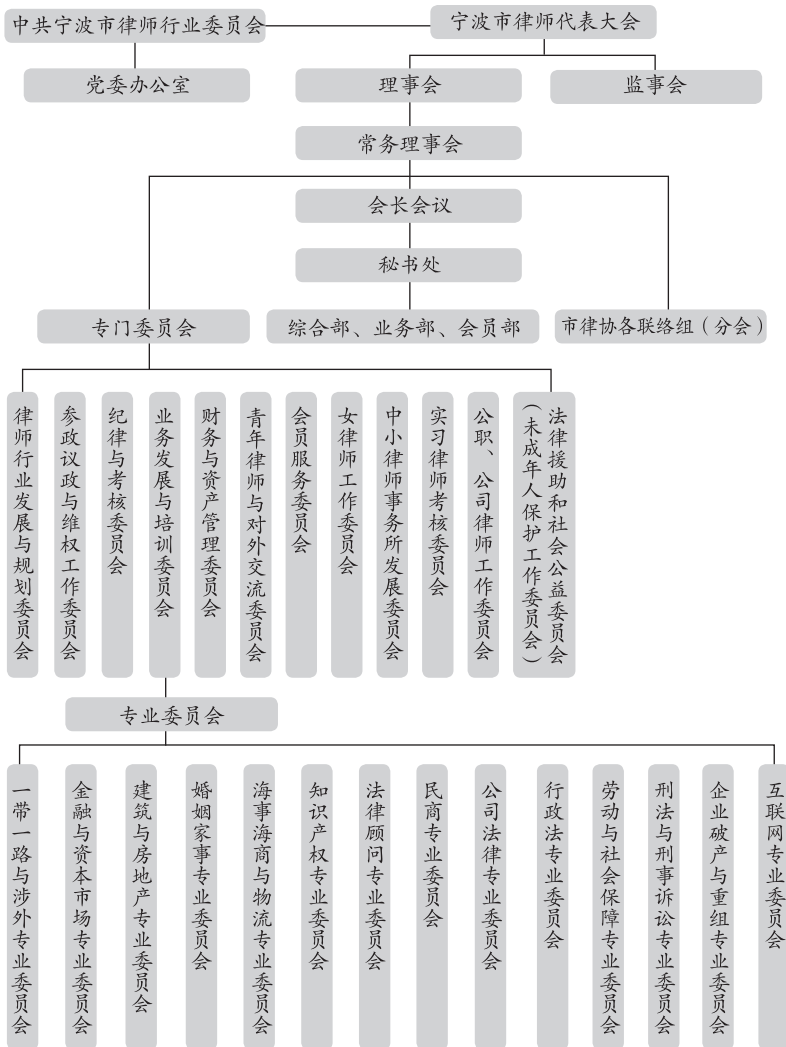 中共宁波市律师行业委员会
宁波市律师代表大会
党委办公室
理事会
监事会
常务理事会
会长会议
秘书处
专门委员会
综合部、业务部、会员部
市律协各联络组（分会）
律师行业发展与规划委员会
参政议政与维权工作委员会
纪律与考核委员会
业务发展与培训委员会
财务与资产管理委员会
青年律师与对外交流委员会
会员服务委员会
女律师工作委员会
中小律师事务所发展委员会
实习律师考核委员会
公职、公司律师工作委员会
法律援助和社会公益委员会
（未成年人保护工作委员会）
专业委员会
一带一路与涉外专业委员会
金融与资本市场专业委员会
建筑与房地产专业委员会
婚姻家事专业委员会
海事海商与物流专业委员会
知识产权专业委员会
法律顾问专业委员会
民商专业委员会
公司法律专业委员会
行政法专业委员会
劳动与社会保障专业委员会
刑法与刑事诉讼专业委员会
企业破产与重组专业委员会
互联网专业委员会